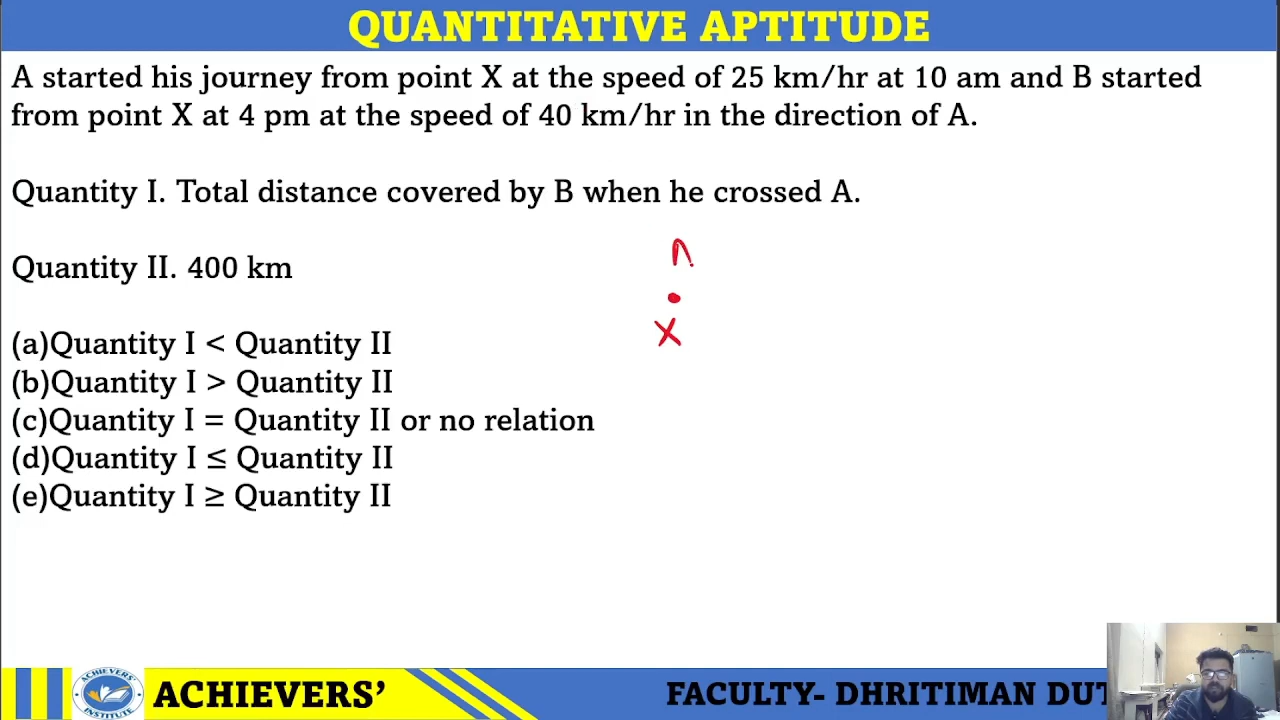 QUANTITATIVE APTITUDE
A started his journey from point X at the speed of 25 km/hr at 10 am and B started
from point X at 4 pm at the speed of 40 km/hr in the direction of A.
Quantity I. Total distance covered by B when he crossed A.
Quantity II. 400 km
X
(a)Quantity I < Quantity II
(b)Quantity I > Quantity II
(c)Quantity I = Quantity II or no relation
(d)Quantity I ≤ Quantity II
(e)Quantity I ≥ Quantity II
ACHIEVERS'
INSTITUTE
ACHIEVERS’
FACULTY- DHRITIMAN DUT